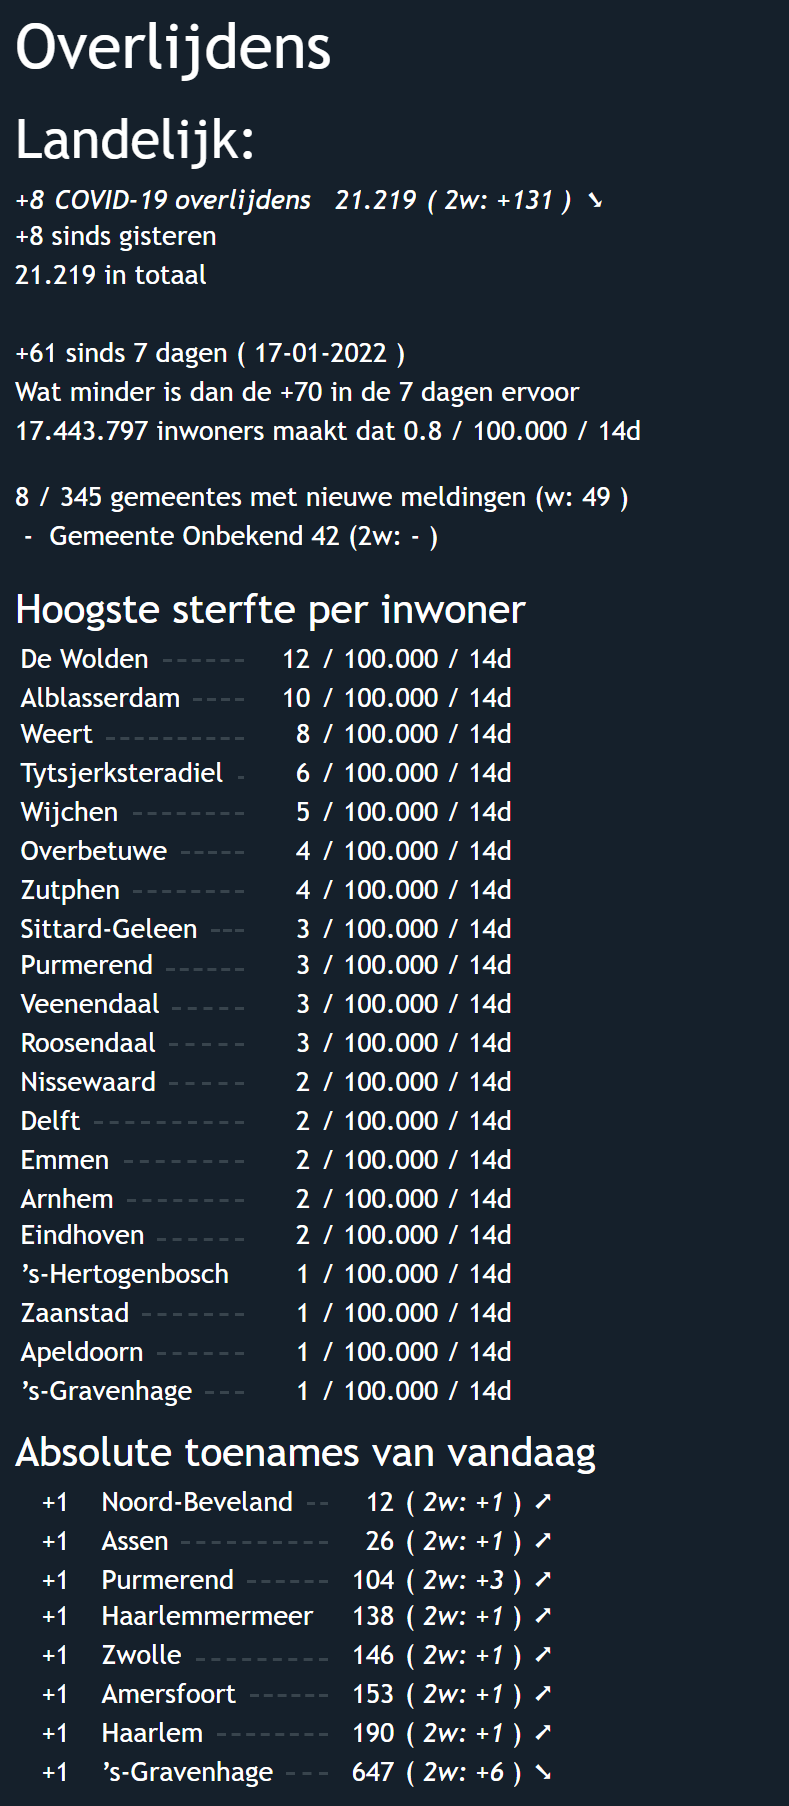 Overlijdens
Landelijk:
+8 COVID-19 overlijdens 21.219 ( 2w: +131 ) ➘
+8 sinds gisteren
21.219 in totaal
+61 sinds 7 dagen ( 17-01-2022 )
Wat minder is dan de +70 in de 7 dagen ervoor
17.443.797 inwoners maakt dat 0.8 / 100.000 / 14d
8 / 345 gemeentes met nieuwe meldingen (w: 49 )
- Gemeente Onbekend 42 (2w: - )
Hoogste sterfte per inwoner
De Wolden ------ 12 / 100.000 / 14d
Alblasserdam ---- 10 / 100.000 / 14d
Weert ---------- 8 / 100.000 / 14d
Tytsjerksteradiel - 6 / 100.000 / 14d
Wijchen -------- 5 / 100.000 / 14d
Overbetuwe ----- 4 / 100.000 / 14d
Zutphen -------- 4 / 100.000 / 14d
Sittard-Geleen --- 3 / 100.000 / 14d
Purmerend ------ 3 / 100.000 / 14d
Veenendaal ----- 3 / 100.000 / 14d
Roosendaal ----- 3 / 100.000 / 14d
Nissewaard ----- 2 / 100.000 / 14d
Delft ----------- 2 / 100.000 / 14d
Emmen -------- 2 / 100.000 / 14d
Arnhem -------- 2 / 100.000 / 14d
Eindhoven ------ 2 / 100.000 / 14d
’s-Hertogenbosch 1 / 100.000 / 14d
Zaanstad ------- 1 / 100.000 / 14d
Apeldoorn ------ 1 / 100.000 / 14d
’s-Gravenhage --- 1 / 100.000 / 14d
Absolute toenames van vandaag
+1 Noord-Beveland -- 12 ( 2w: +1 ) ➚
+1 Assen ---------- 26 ( 2w: +1 ) ➚
+1 Purmerend ------ 104 ( 2w: +3 ) ➚
+1 Haarlemmermeer 138 ( 2w: +1 ) ➚
+1 Zwolle --------- 146 ( 2w: +1 ) ➚
+1 Amersfoort ------ 153 ( 2w: +1 ) ➚
+1 Haarlem -------- 190 ( 2w: +1 ) ➚
+1 ’s-Gravenhage --- 647 ( 2w: +6 ) ➘